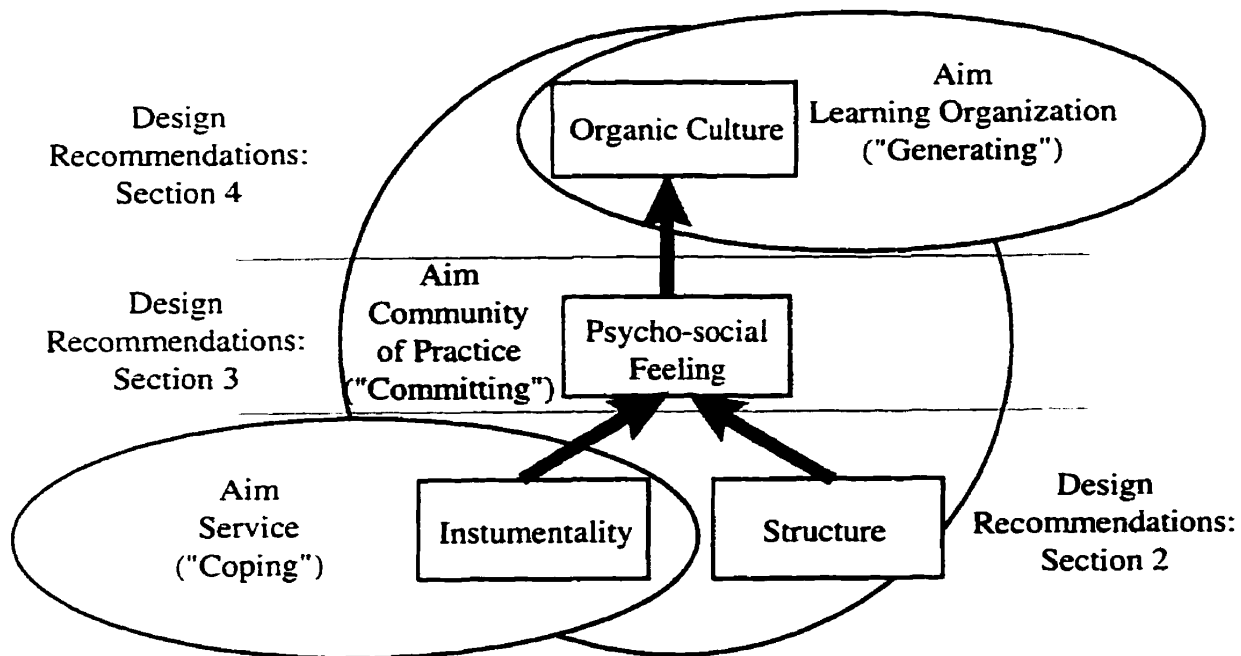 Design
Recommendations:
Section 4
Organic Culture
Aim
Learning Organization
("Generating")
Design
Recommendations:
Section 3
Aim
Community
of Practice
("Committing")
Psycho-social
Feeling
Aim
Service
("Coping")
Instumentality
Structure
Design
Recommendations:
Section 2